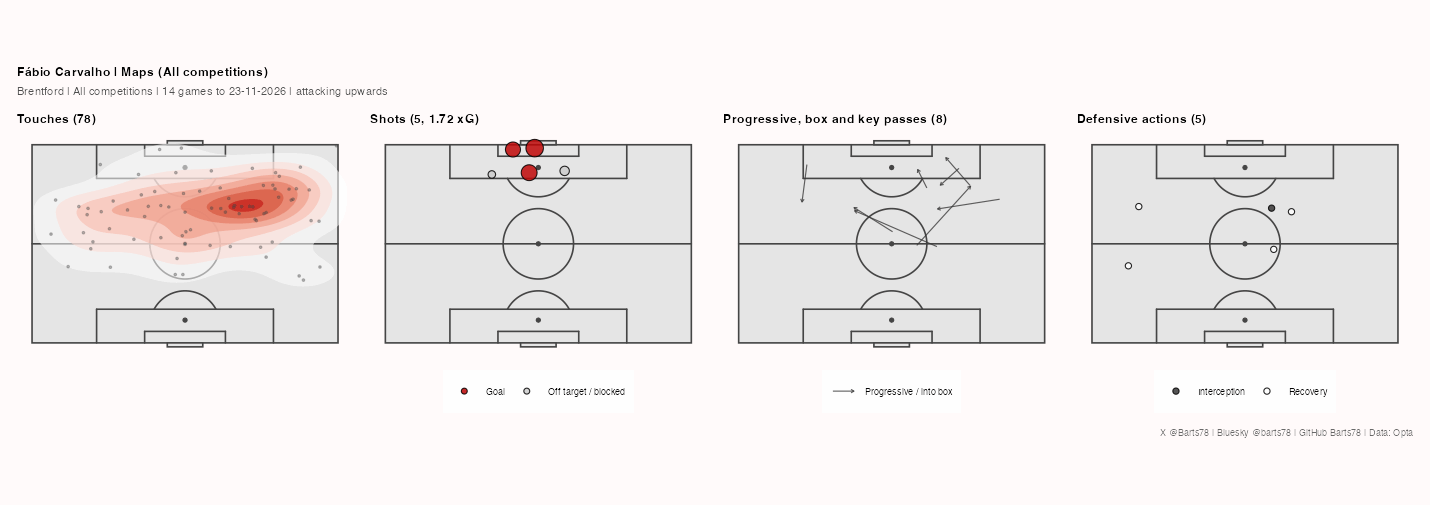 Fábio Carvalho | Maps (All competitions)
Brentford | All competitions | 14 games to 23-11-2026 | attacking upwards
Touches (78)
Shots (5, 1.72 xG)
Progressive, box and key passes (8)
Defensive actions (5)
Goal
Off target / blocked
Progressive / into box
Interception
Recovery
X @Barts78 | Bluesky @barts78 | GitHub Barts78 | Data: Opta